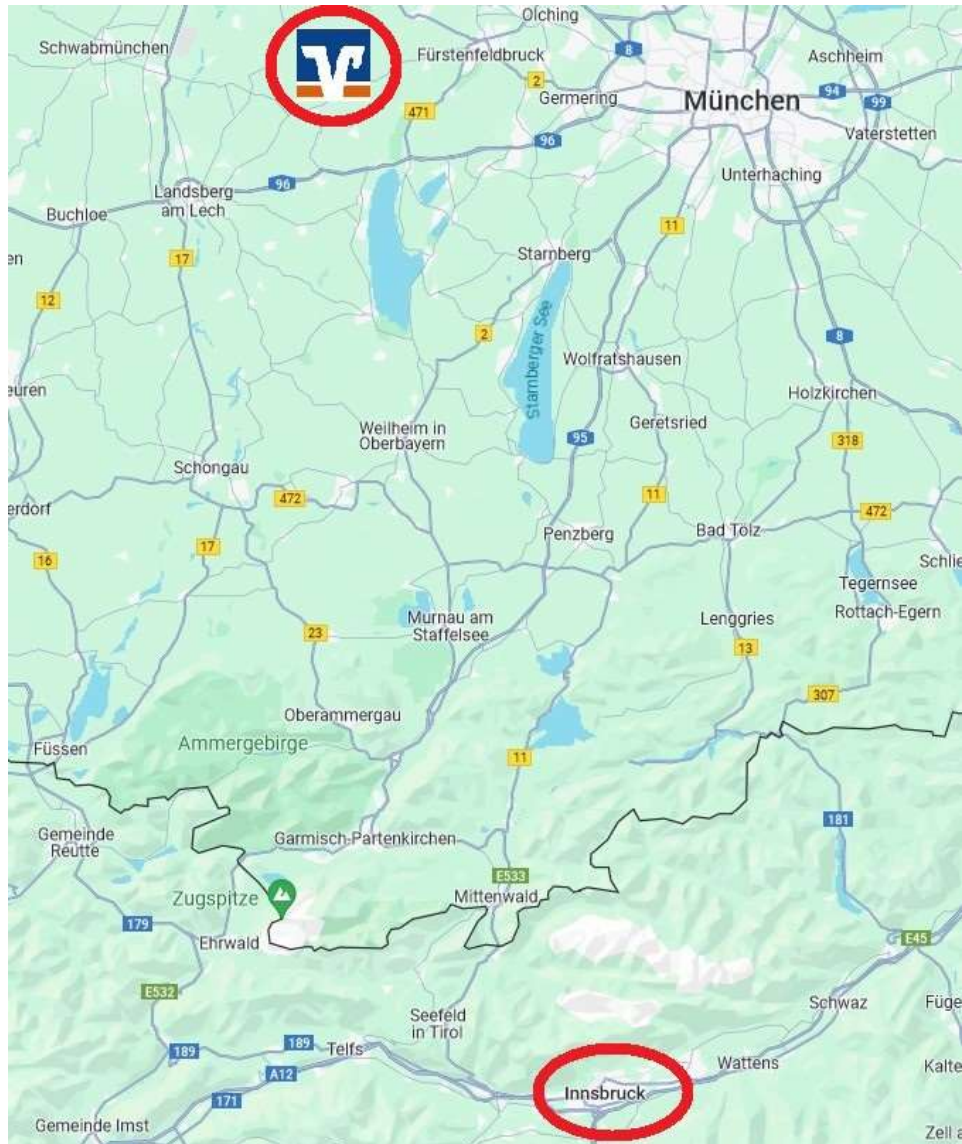 Olching
Schwabmünchen
Fürstenfeldbruck
8
Aschheim
2
471
Germering
München
94
99
96
Vaterstetten
Unterhaching
96
Landsberg
am Lech
Buchloe
11
17
Starnberg
en
12
2
Starnberger See
Wolfratshausen
8
euren
Holzkirchen
Weilheim in
Oberbayern
Geretsried
95
318
Schongau
472
11
472
erdorf
Penzberg
Bad Tölz
17
16
Schlie
Tegernsee
Rottach-Egern
Murnau am
Staffelsee
Lenggries
23
13
307
Oberammergau
Füssen
Ammergebirge
11
181
Gemeinde
Reutte
Garmisch-Partenkirchen
E533
Zugspitze
Mittenwald
179
Ehrwald
E45
E532
Schwaz
Füge
Seefeld
in Tirol
189
189
Telfs
Wattens
Kalte
A12
Innsbruck
171
Gemeinde Imst
Zell a